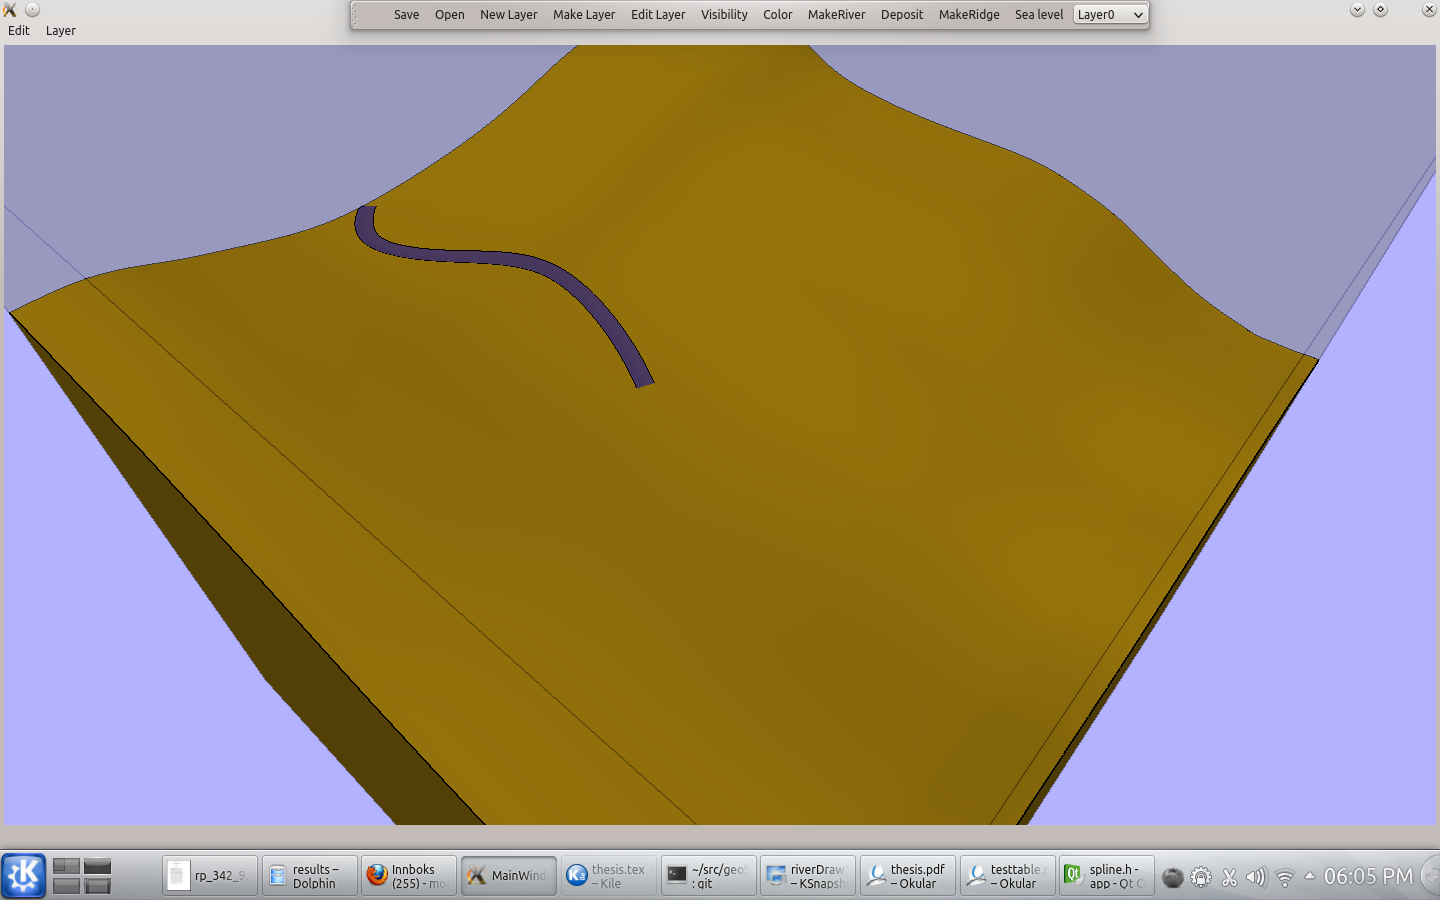 Save Open New Layer Make Layer Edit Layer Visibility Color MakeRiver Deposit MakeRidge Sea level Layer0
Edit Layer
rp_342_9
results –
Dolphin
Innboks
(255) - mo
MainWind
thesis.tex
– Kile
~/src/geo
: git
riverDraw
– KSnapsh
thesis.pdf
– Okular
testtable.
– Okular
spline.h -
app - Qt C
06:05 PM